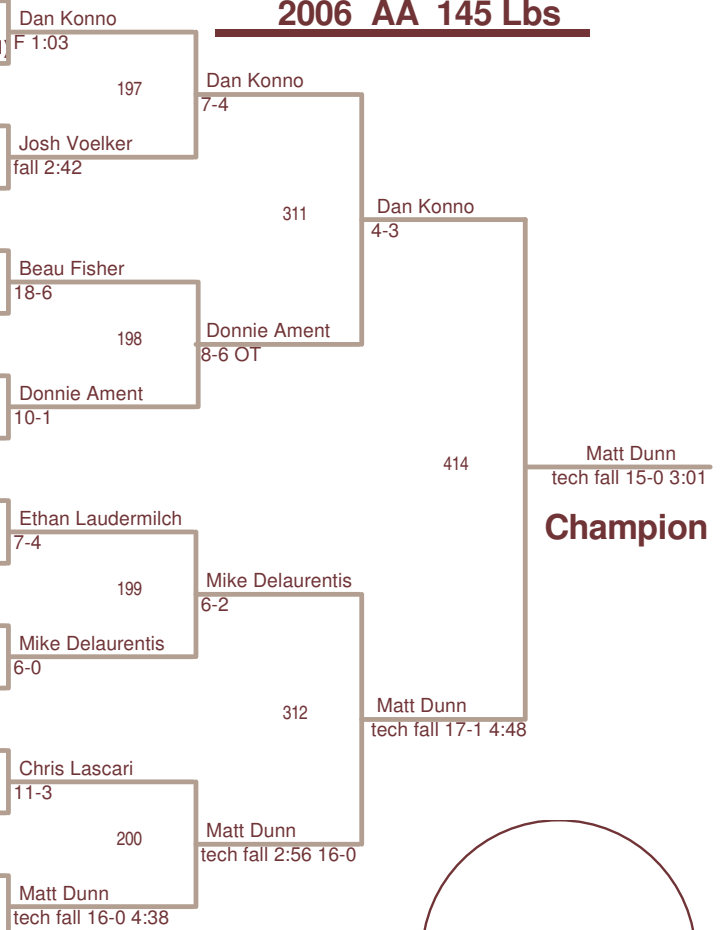 2006 AA 145 Lbs
Dan Konno
F 1:03
197
Dan Konno
7-4
Josh Voelker
fall 2:42
311
Dan Konno
4-3
Beau Fisher
18-6
198
Donnie Ament
8-6 OT
Donnie Ament
10-1
414
Matt Dunn
tech fall 15-0 3:01
Champion
Ethan Laudermilch
7-4
199
Mike Delaurentis
6-2
Mike Delaurentis
6-0
312
Matt Dunn
tech fall 17-1 4:48
Chris Lascari
11-3
200
Matt Dunn
tech fall 2:56 16-0
Matt Dunn
tech fall 16-0 4:38